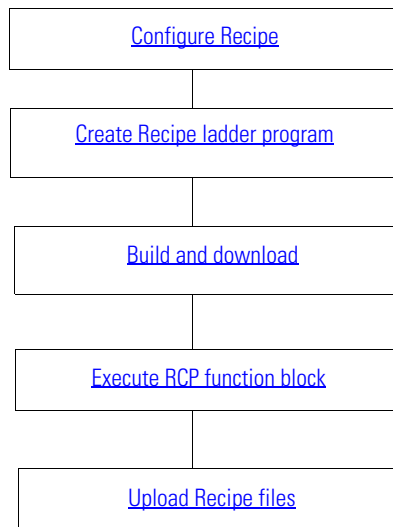 Configure Recipe
Create Recipe ladder program
Build and download
Execute RCP function block
Upload Recipe files